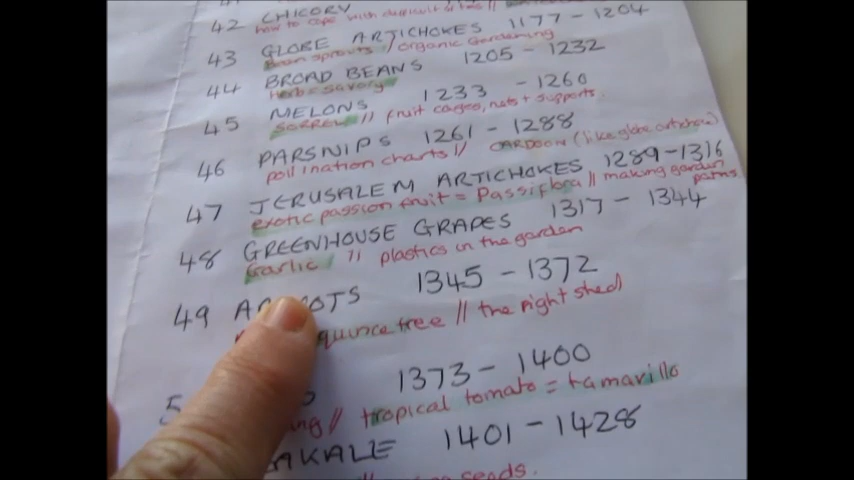 42 CHICORY
how to cope with difficult //
43 GLOBE ARTICHOKES 1177 - 1204
Bean sprouts // organic Gardening
44 BROAD BEANS 1205 - 1232
Herb = savory
45 MELONS 1233 - 1260
SORREL // fruit cages, nets + supports.
46 PARSNIPS 1261 - 1288
pollination charts // CARDOON (like globe artichoke)
47 JERUSALEM ARTICHOKES 1289-1316
exotic passion fruit = Passiflora // making garden paths
48 GREENHOUSE GRAPES 1317 - 1344
Garlic // plastics in the garden
49 1345 - 1372
quince tree // the right shed
1373 - 1400
// tropical tomato = tamarillo
1401 - 1428
seeds.